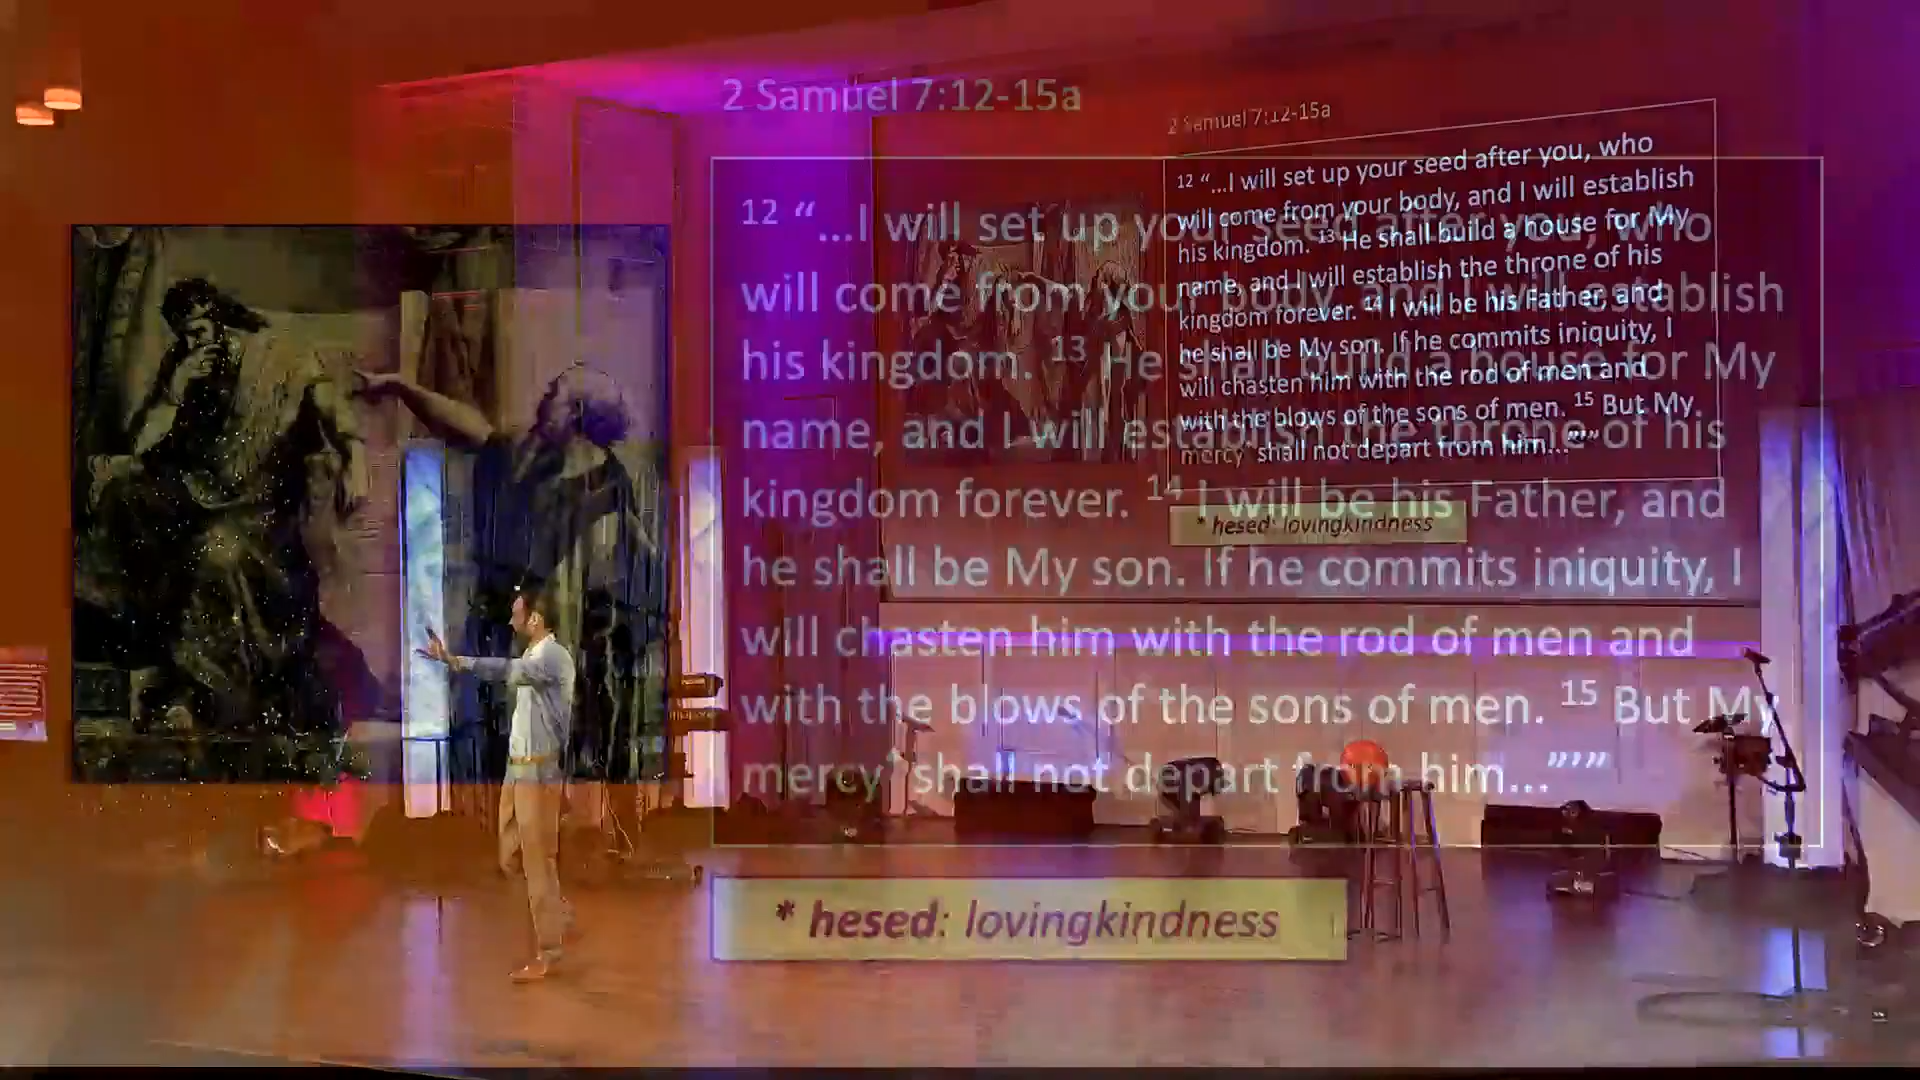 2 Samuel 7:12-15a
12 “...I will set up your seed after you, who
will come from your body, and I will establish
his kingdom. 13 He shall build a house for My
name, and I will establish the throne of his
kingdom forever. 14 I will be his Father, and
he shall be My son. If he commits iniquity, I
will chasten him with the rod of men and
with the blows of the sons of men. 15 But My
mercy* shall not depart from him...”’”
* hesed: lovingkindness
2 Samuel 7:12-15a
12 “...I will set up your seed after you, who
will come from your body, and I will establish
his kingdom. 13 He shall build a house for My
name, and I will establish the throne of his
kingdom forever. 14 I will be his Father, and
he shall be My son. If he commits iniquity, I
will chasten him with the rod of men and
with the blows of the sons of men. 15 But My
mercy* shall not depart from him...”’”
* hesed: lovingkindness